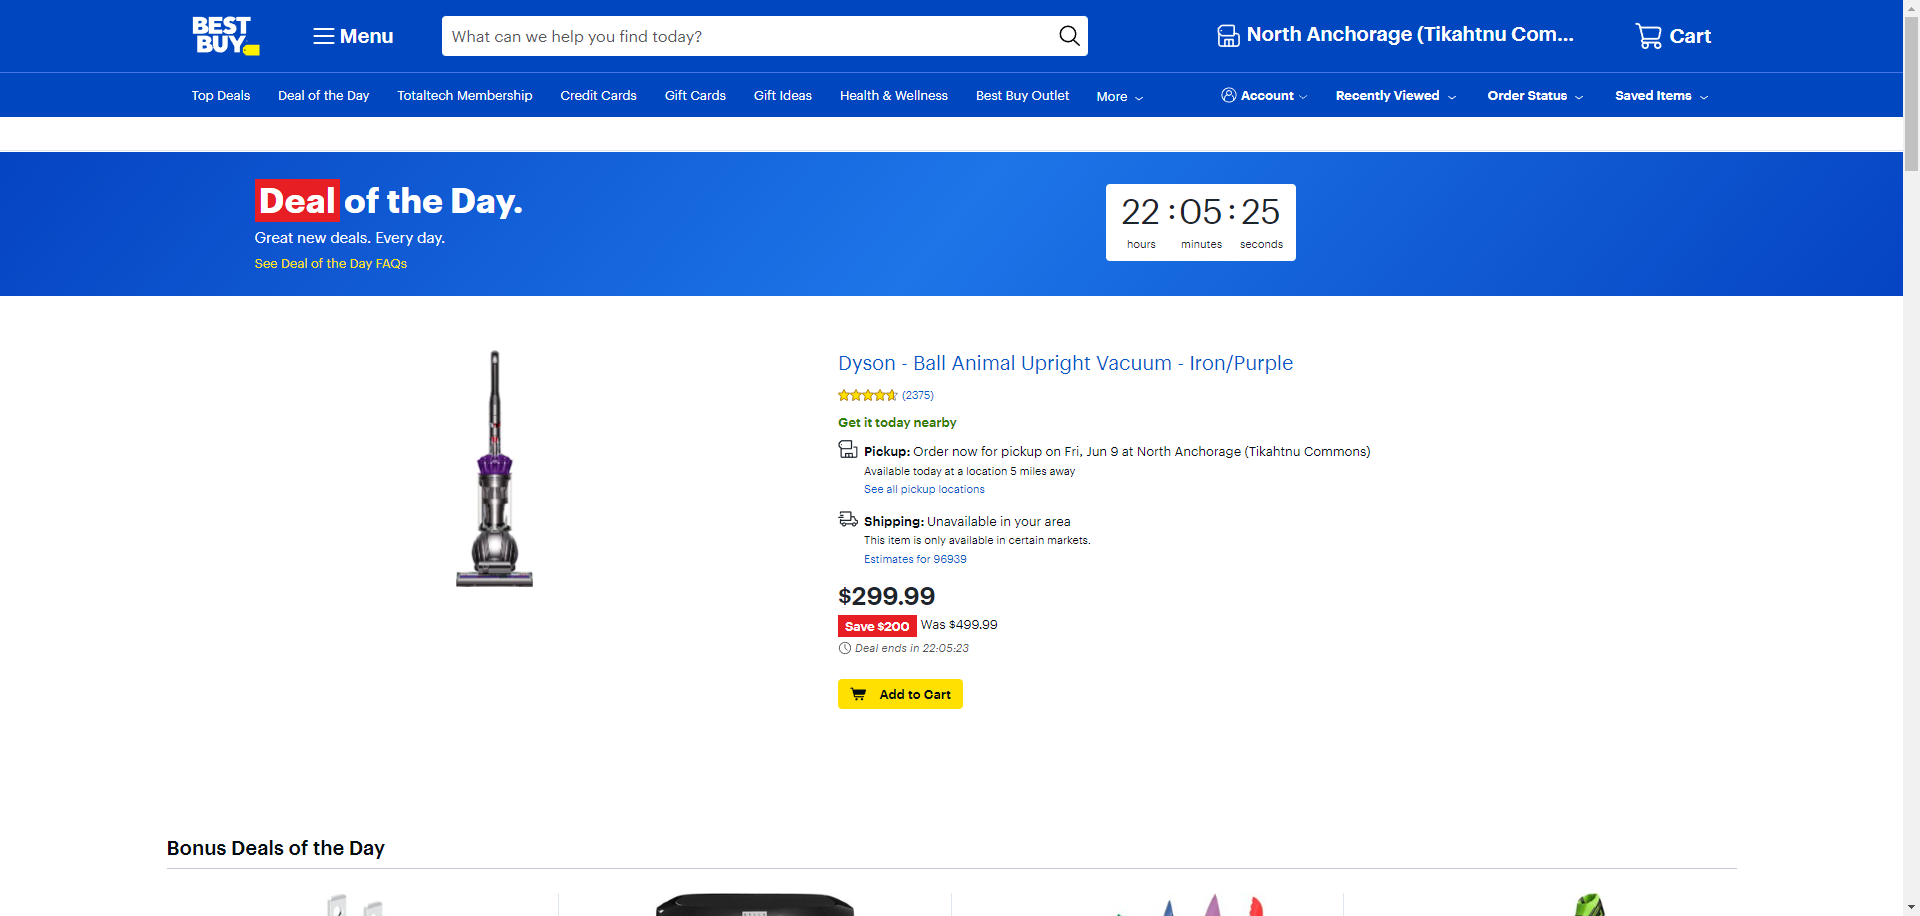 BEST BUY
Menu
What can we help you find today?
North Anchorage (Tikahtnu Com...
Cart
Top Deals
Deal of the Day
Totaltech Membership
Credit Cards
Gift Cards
Gift Ideas
Health & Wellness
Best Buy Outlet
More
Account
Recently Viewed
Order Status
Saved Items
Deal of the Day.
Great new deals. Every day.
See Deal of the Day FAQs
22 : 05 : 25
hours minutes seconds
Dyson - Ball Animal Upright Vacuum - Iron/Purple
(2375)
Get it today nearby
Pickup: Order now for pickup on Fri, Jun 9 at North Anchorage (Tikahtnu Commons)
Available today at a location 5 miles away
See all pickup locations
Shipping: Unavailable in your area
This item is only available in certain markets.
Estimates for 96939
$299.99
Save $200 Was $499.99
Deal ends in 22:05:23
Add to Cart
Bonus Deals of the Day